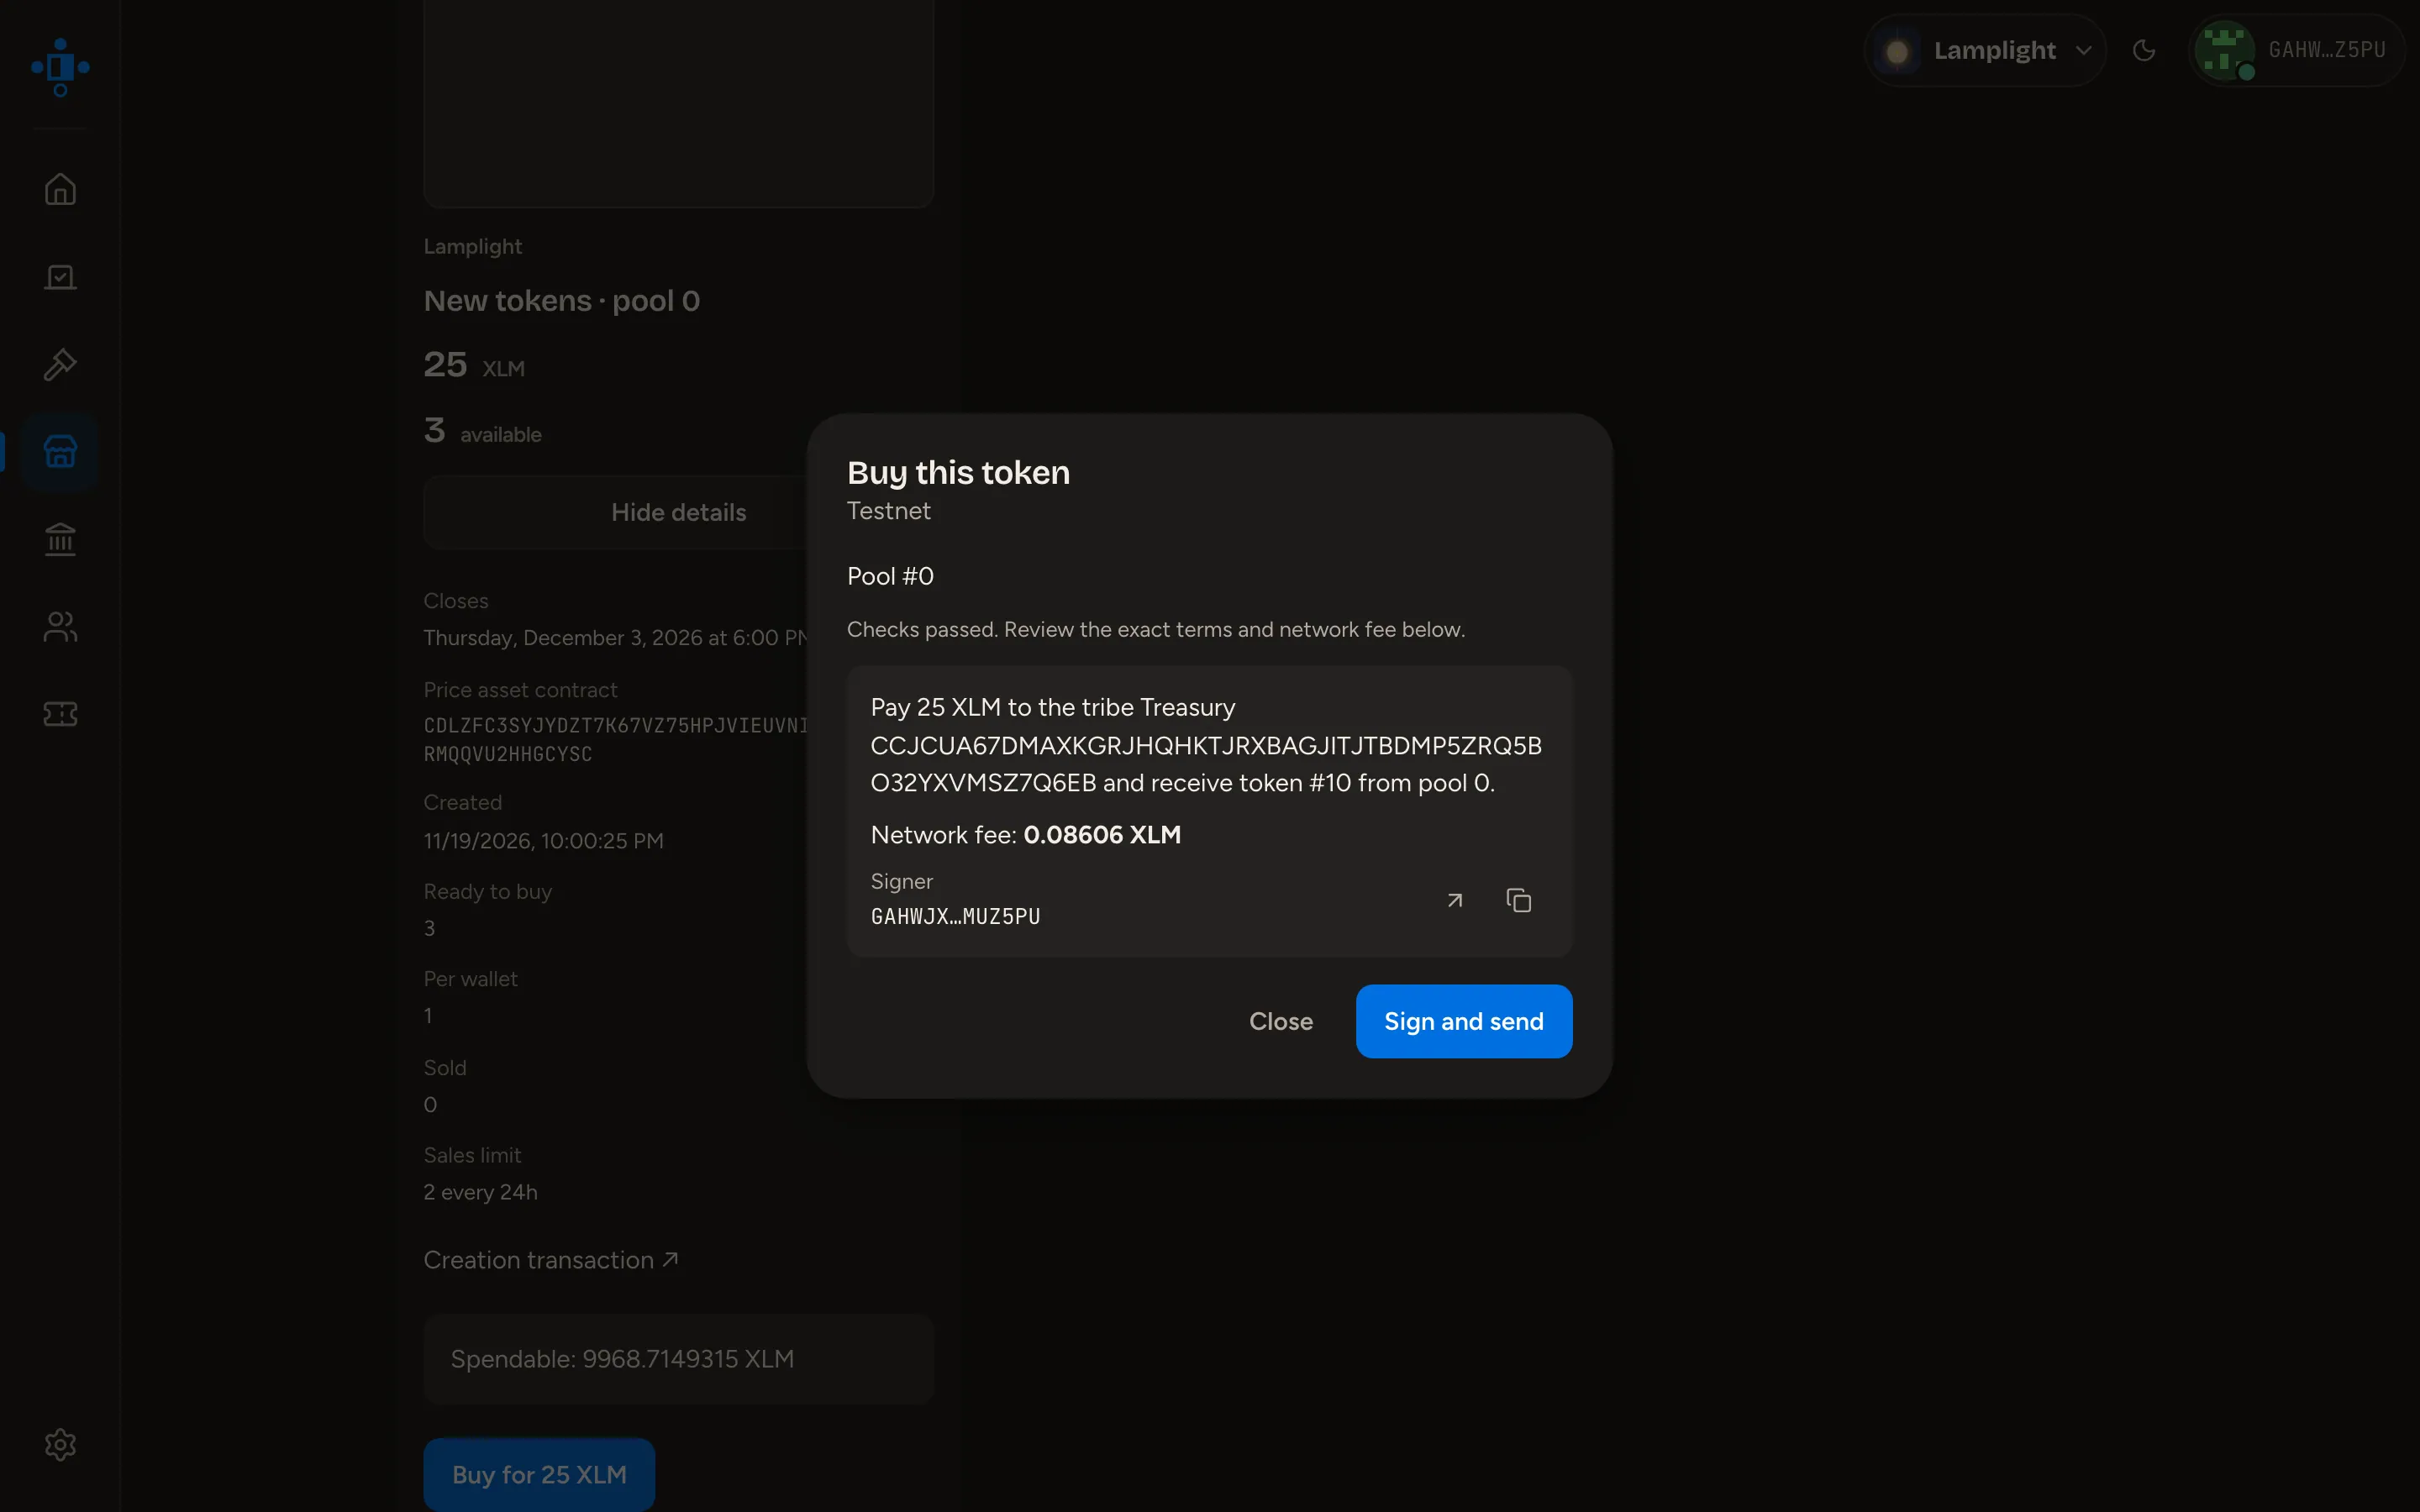 Lamplight
GAHW…Z5PU
Lamplight
New tokens · pool 0
25 XLM
3 available
Hide details
Closes
Thursday, December 3, 2026 at 6:00 PM
Price asset contract
CDLZFC3SYJYDZT7K67VZ75HPJVIEUVNI
RMQQVU2HHGCYSC
Created
11/19/2026, 10:00:25 PM
Ready to buy
3
Per wallet
1
Sold
0
Sales limit
2 every 24h
Creation transaction
Spendable: 9968.7149315 XLM
Buy for 25 XLM
Buy this token
Testnet
Pool #0
Checks passed. Review the exact terms and network fee below.
Pay 25 XLM to the tribe Treasury
CCJCUA67DMAXKGRJHQHKTJRXBAGJITJTBDMP5ZRQ5B
O32YXVMSZ7Q6EB and receive token #10 from pool 0.
Network fee: 0.08606 XLM
Signer
GAHWJX…MUZ5PU
Close
Sign and send